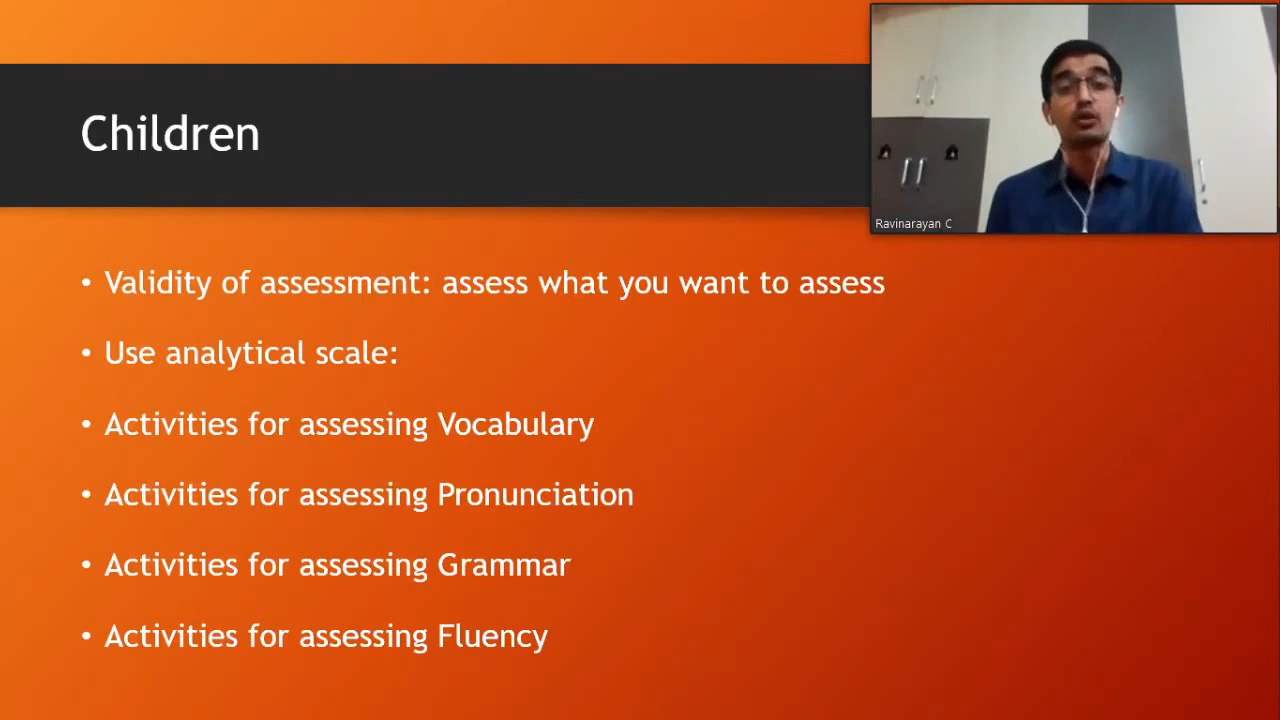 Children
Ravinarayan C
• Validity of assessment: assess what you want to assess
• Use analytical scale:
• Activities for assessing Vocabulary
• Activities for assessing Pronunciation
• Activities for assessing Grammar
• Activities for assessing Fluency